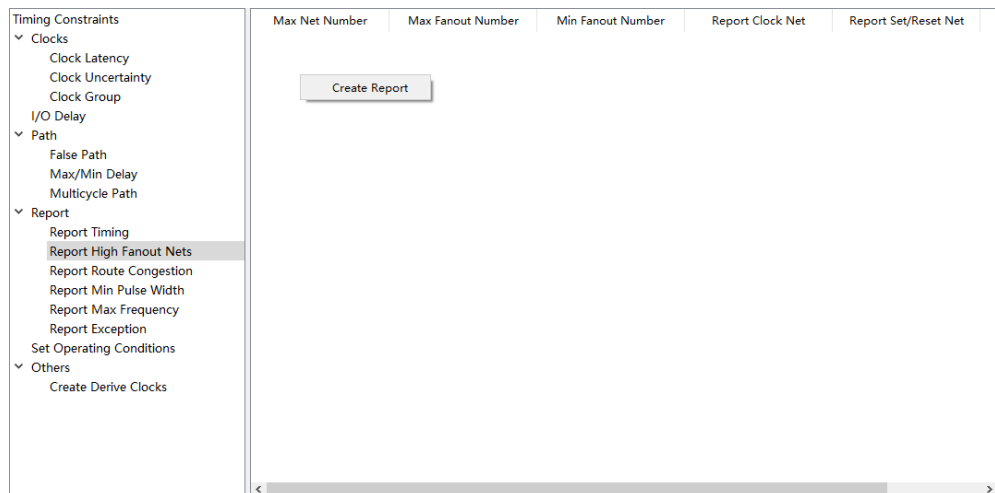 Timing Constraints
Clocks
Clock Latency
Clock Uncertainty
Clock Group
I/O Delay
Path
False Path
Max/Min Delay
Multicycle Path
Report
Report Timing
Report High Fanout Nets
Report Route Congestion
Report Min Pulse Width
Report Max Frequency
Report Exception
Set Operating Conditions
Others
Create Derive Clocks
Max Net Number Max Fanout Number Min Fanout Number Report Clock Net Report Set/Reset Net
Create Report